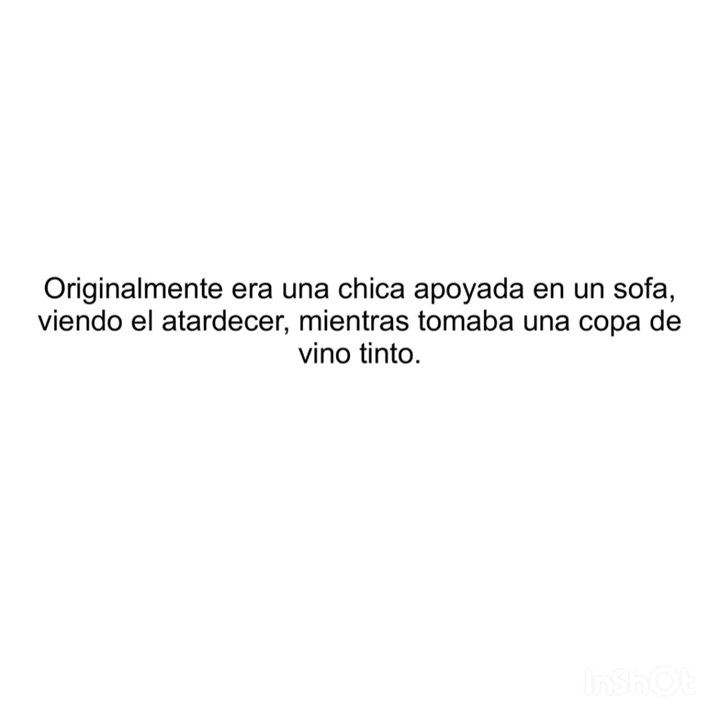 Originalmente era una chica apoyada en un sofa,
viendo el atardecer, mientras tomaba una copa de
vino tinto.
InShOt